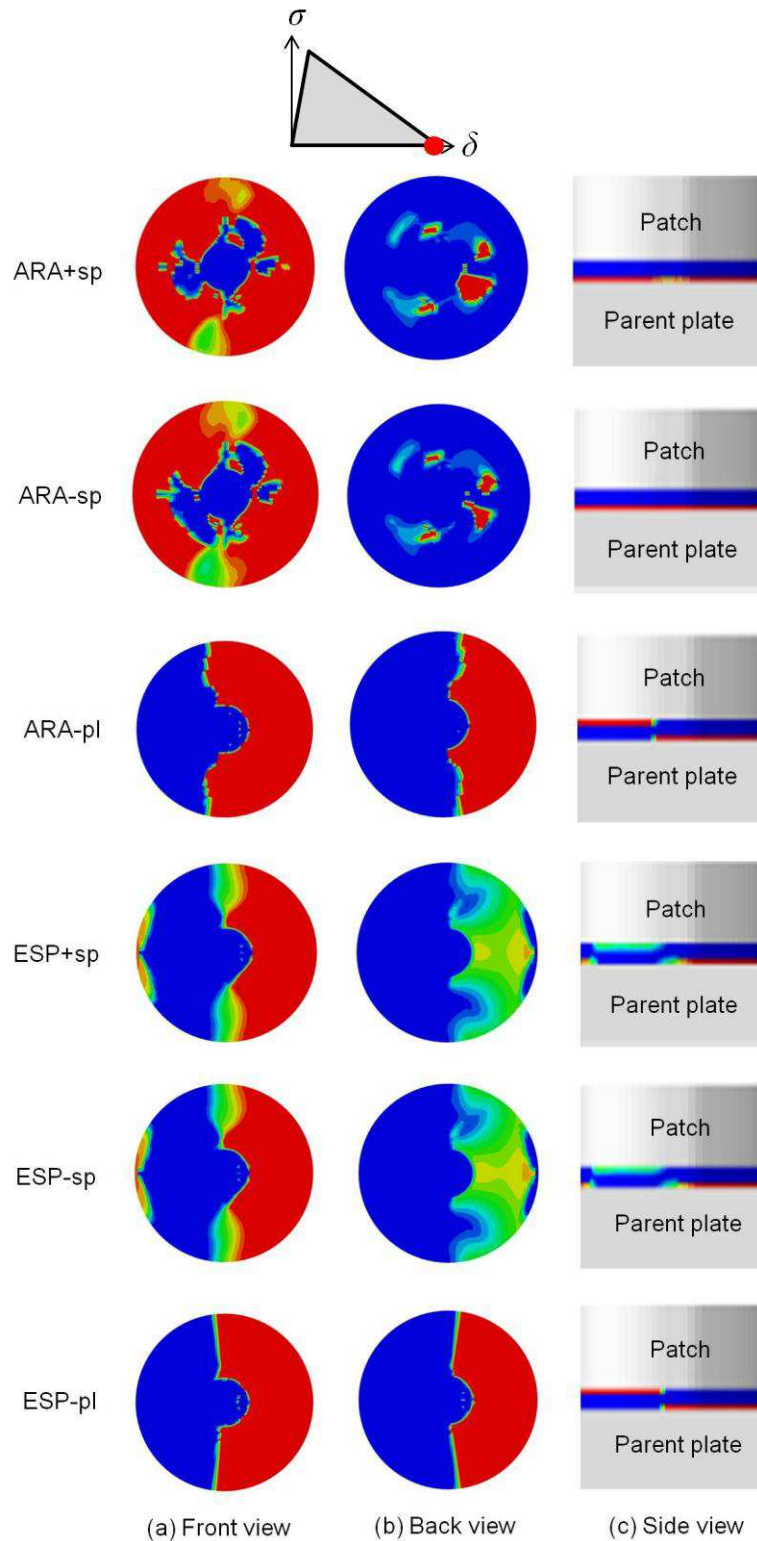 σ
δ
ARA+sp
Patch
Parent plate
ARA-sp
Patch
Parent plate
ARA-pl
Patch
Parent plate
ESP+sp
Patch
Parent plate
ESP-sp
Patch
Parent plate
ESP-pl
Patch
Parent plate
(a) Front view (b) Back view (c) Side view